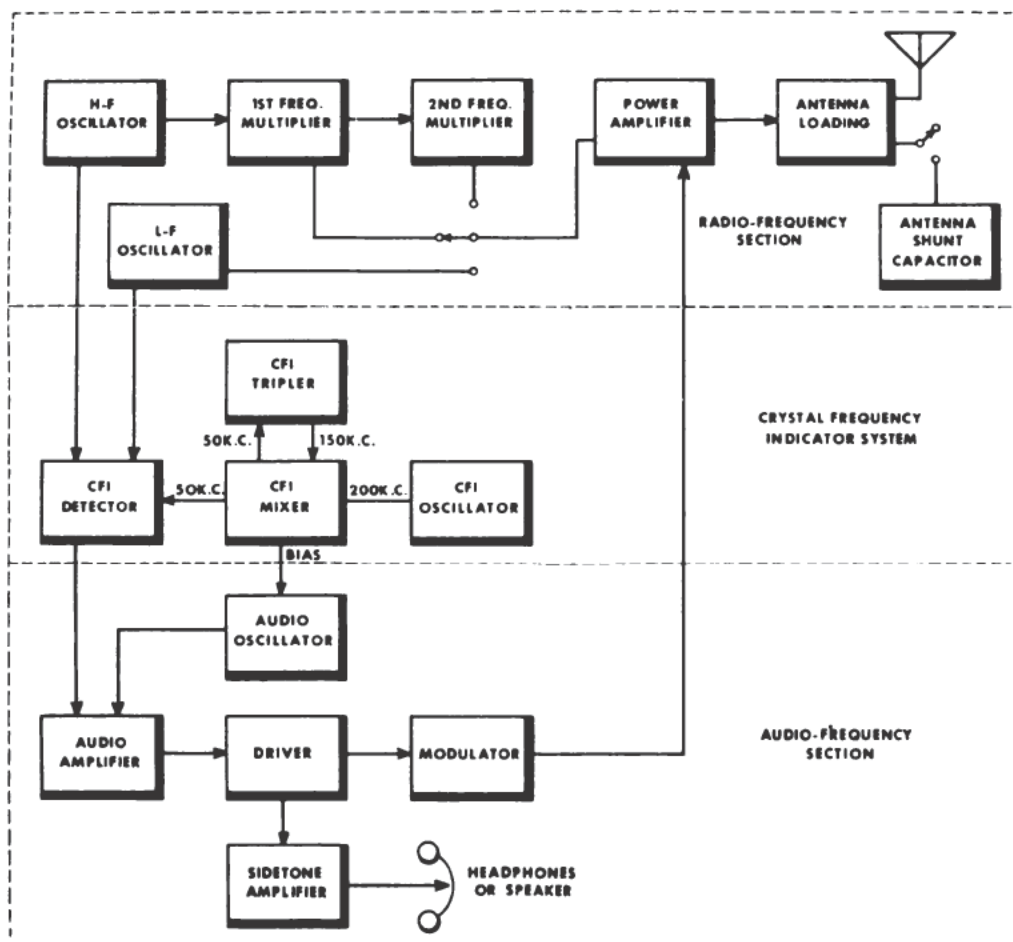 H-F
OSCILLATOR
1ST FREQ.
MULTIPLIER
2ND FREQ.
MULTIPLIER
POWER
AMPLIFIER
ANTENNA
LOADING
L-F
OSCILLATOR
RADIO-FREQUENCY
SECTION
ANTENNA
SHUNT
CAPACITOR
CFI
TRIPLER
50K.C.
150K.C.
CRYSTAL FREQUENCY
INDICATOR SYSTEM
CFI
DETECTOR
50K.C.
CFI
MIXER
200K.C.
CFI
OSCILLATOR
BIAS
AUDIO
OSCILLATOR
AUDIO
AMPLIFIER
DRIVER
MODULATOR
AUDIO-FREQUENCY
SECTION
SIDETONE
AMPLIFIER
HEADPHONES
OR SPEAKER